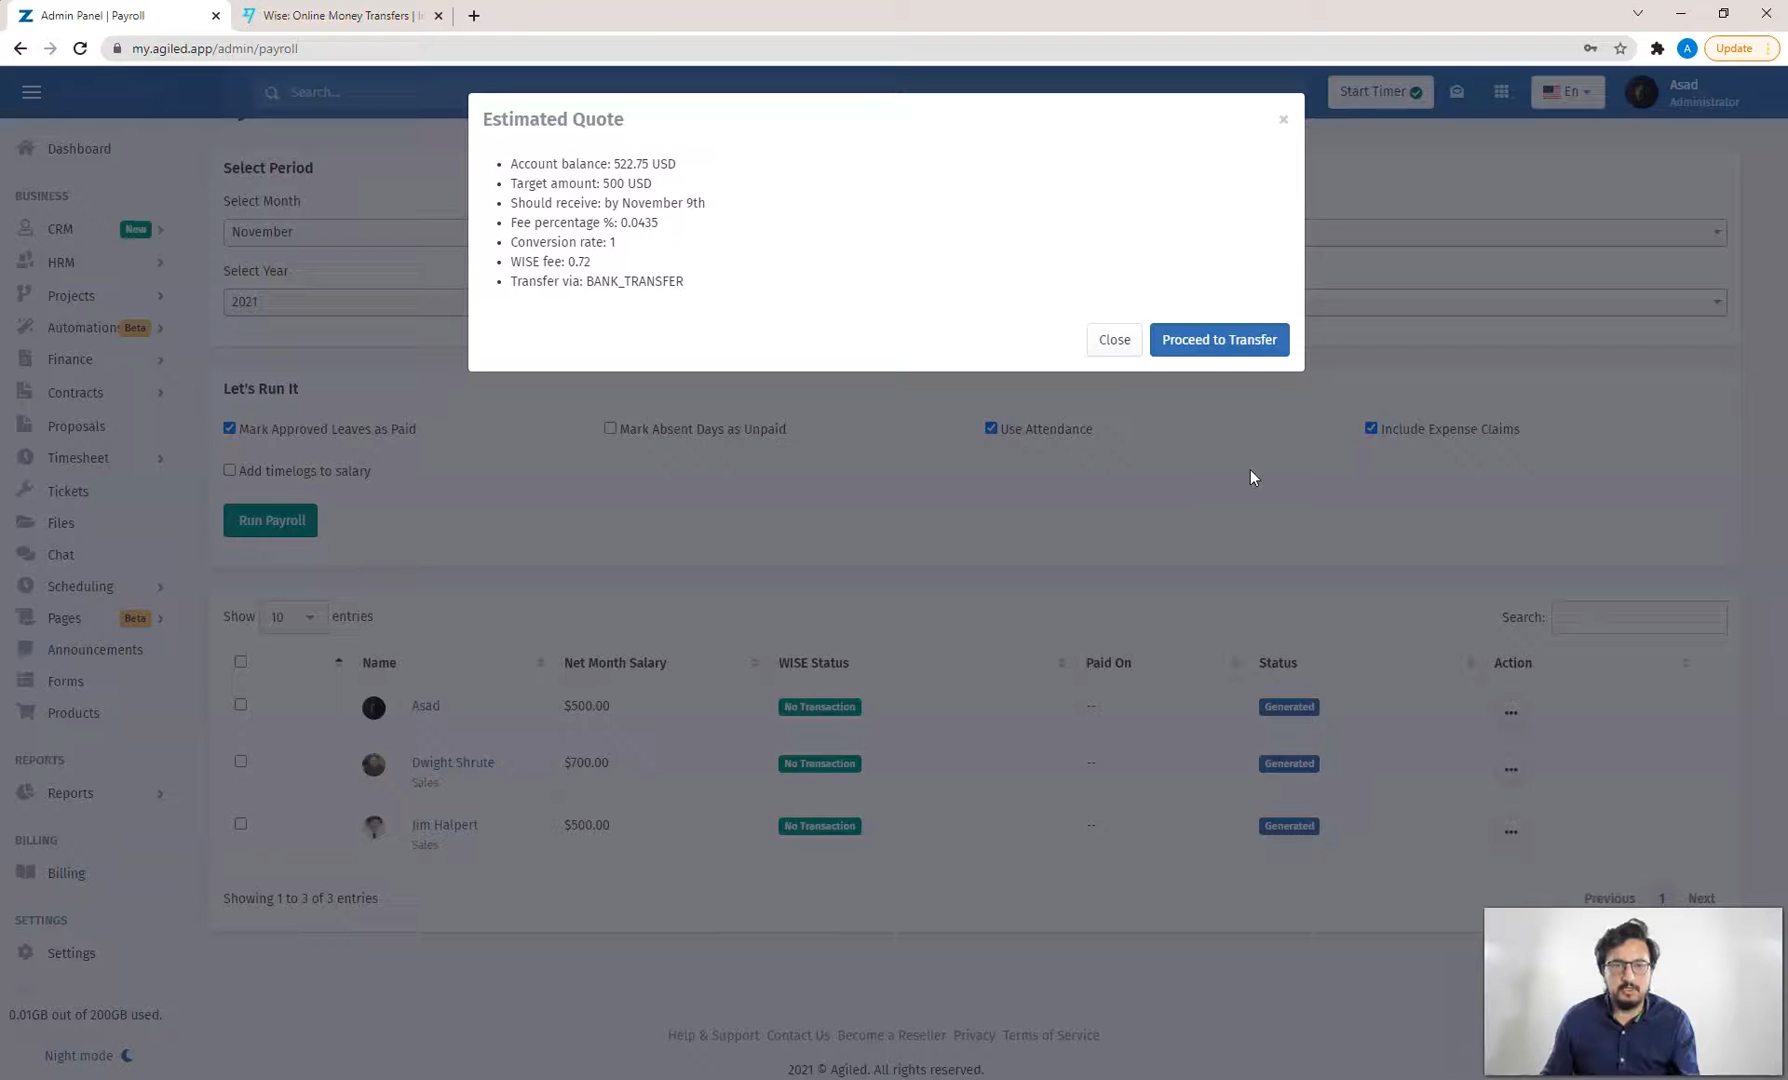 Admin Panel | Payroll
Wise: Online Money Transfers |
my.agiled.app/admin/payroll
Update
Search...
Start Timer
En
Asad
Administrator
Estimated Quote
Account balance: 522.75 USD
Target amount: 500 USD
Should receive: by November 9th
Fee percentage %: 0.0435
Conversion rate: 1
WISE fee: 0.72
Transfer via: BANK_TRANSFER
Close
Proceed to Transfer
Dashboard
BUSINESS
CRM New
HRM
Projects
Automation Beta
Finance
Contracts
Proposals
Timesheet
Tickets
Files
Chat
Scheduling
Pages Beta
Announcements
Forms
Products
REPORTS
Reports
BILLING
Billing
SETTINGS
Settings
0.01GB out of 200GB used.
Night mode
Select Period
Select Month
November
Select Year
2021
Let's Run It
Mark Approved Leaves as Paid
Mark Absent Days as Unpaid
Use Attendance
Include Expense Claims
Add timelogs to salary
Run Payroll
Show 10 entries
Search:
Name Net Month Salary WISE Status Paid On Status Action
Asad $500.00 No Transaction -- Generated
Dwight Shrute $700.00 No Transaction -- Generated
Sales
Jim Halpert $500.00 No Transaction -- Generated
Sales
Showing 1 to 3 of 3 entries
Previous 1 Next
Help & Support Contact Us Become a Reseller Privacy Terms of Service
2021 © Agiled. All rights reserved.